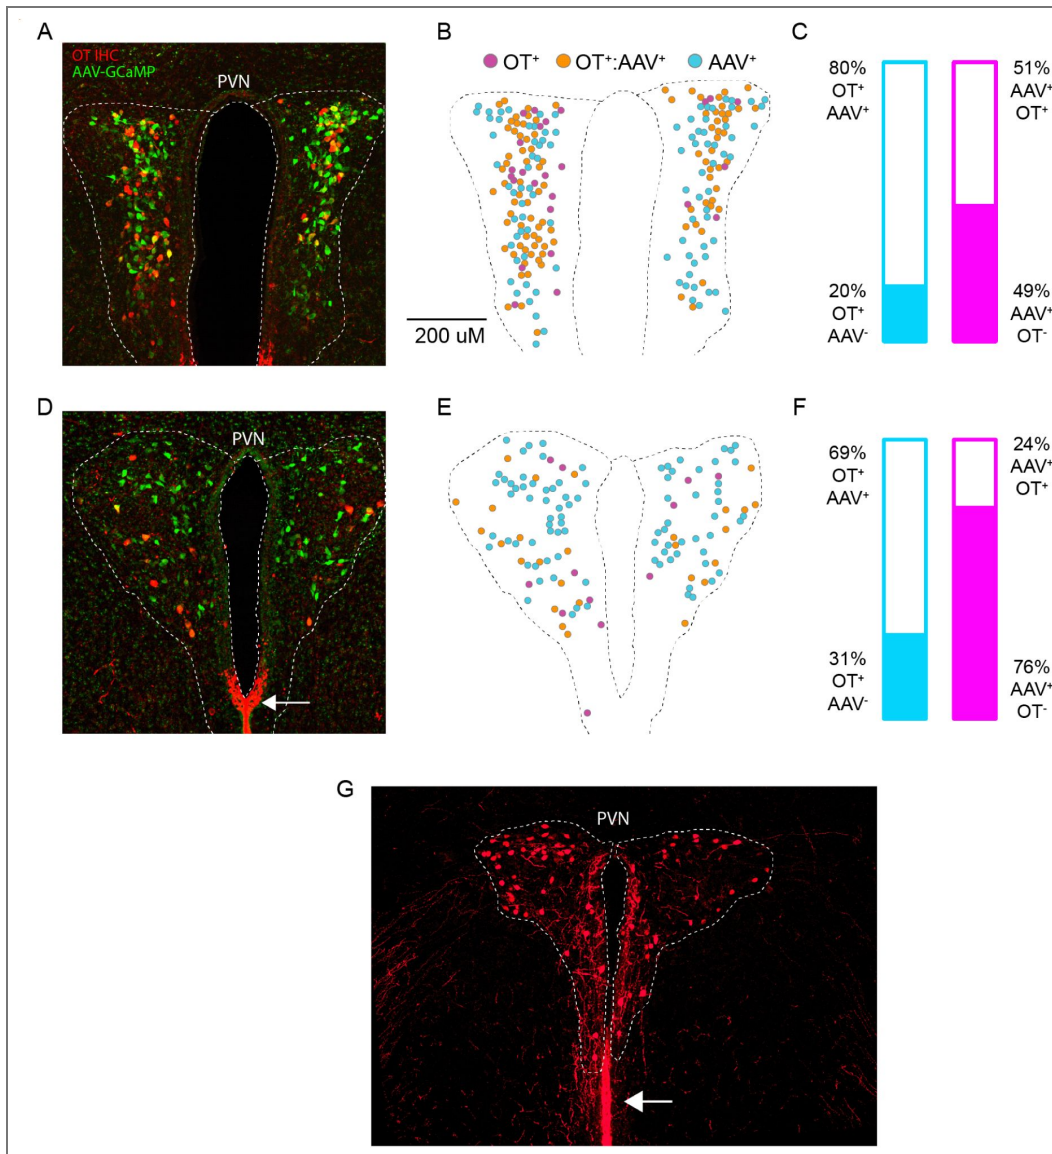 A
OT IHC
AAV-GCaMP
PVN
B
OT⁺
OT⁺:AAV⁺
AAV⁺
200 uM
C
80%
OT⁺
AAV⁺
20%
OT⁺
AAV⁻
51%
AAV⁺
OT⁺
49%
AAV⁺
OT⁻
D
PVN
E
F
69%
OT⁺
AAV⁺
31%
OT⁺
AAV⁻
24%
AAV⁺
OT⁺
76%
AAV⁺
OT⁻
G
PVN